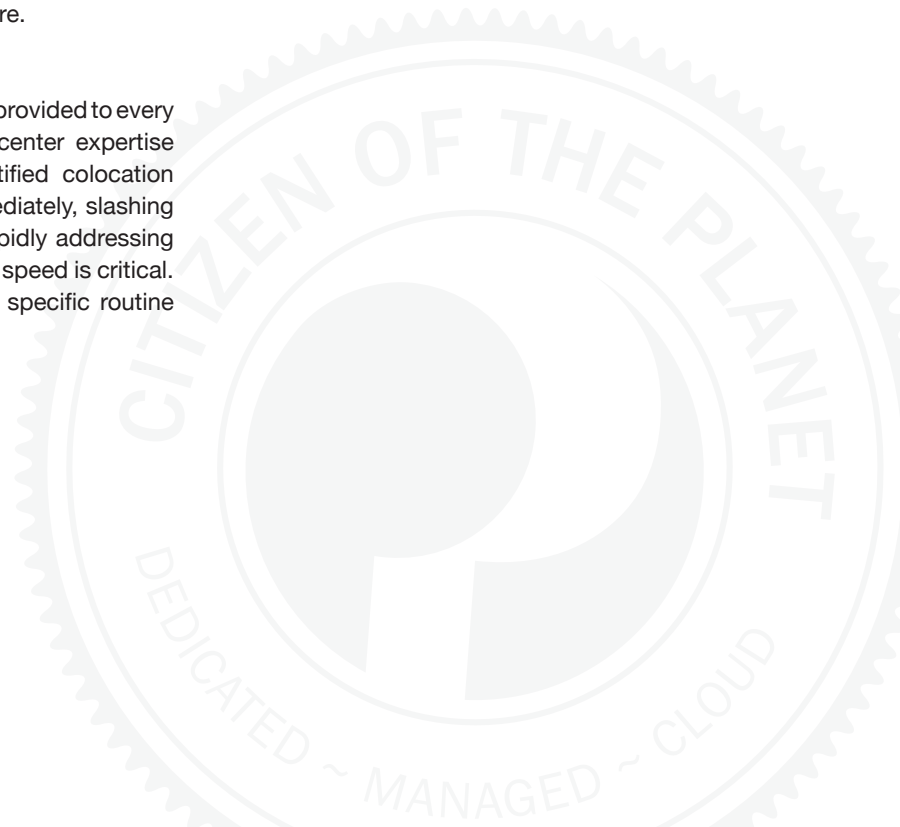 re.
provided to every
center expertise
tified colocation
ediately, slashing
pidly addressing
speed is critical.
specific routine
CITIZEN OF THE PLANET
DEDICATED ~ MANAGED ~ CLOUD